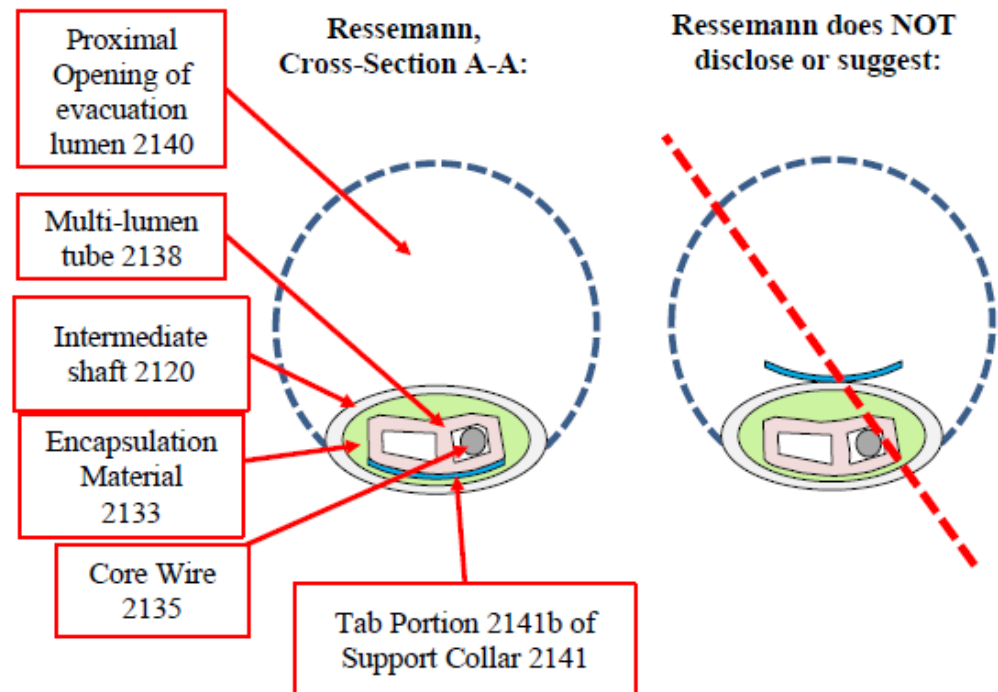 Proximal
Opening of
evacuation
lumen 2140
Multi-lumen
tube 2138
Intermediate
shaft 2120
Encapsulation
Material
2133
Core Wire
2135
Ressemann,
Cross-Section A-A:
Tab Portion 2141b of
Support Collar 2141
Ressemann does NOT
disclose or suggest: